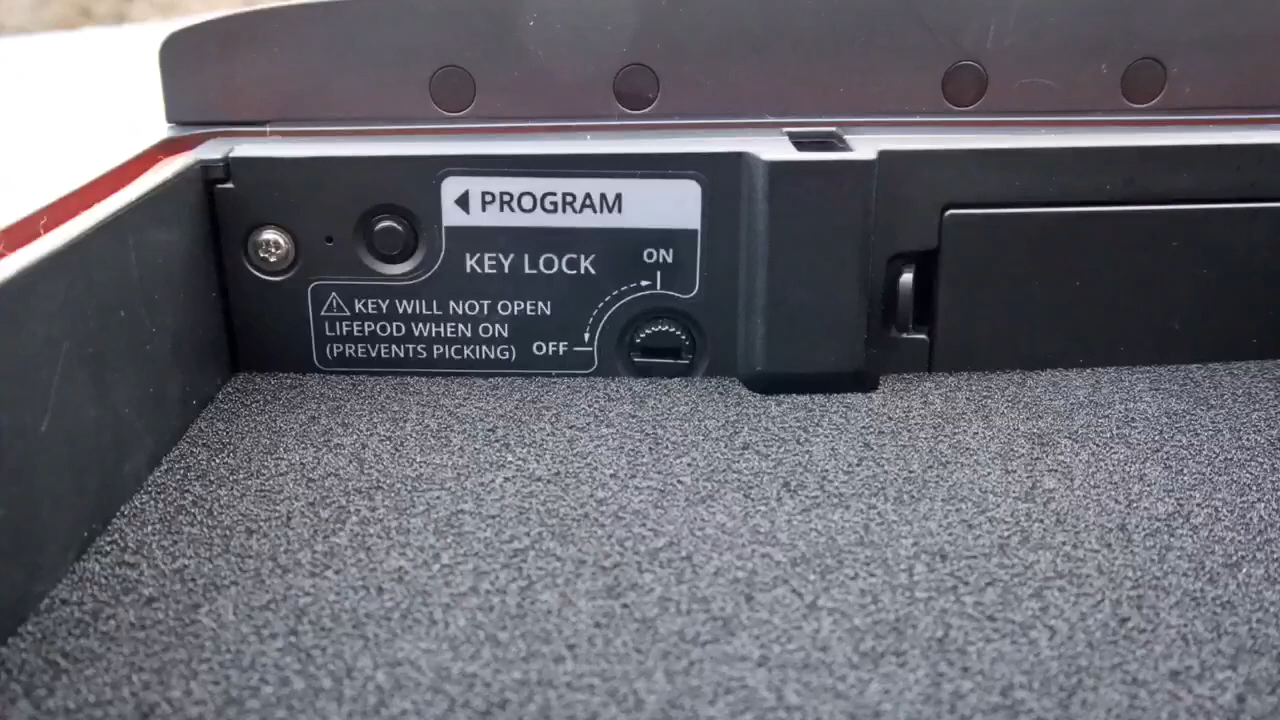 PROGRAM
KEY LOCK
ON
KEY WILL NOT OPEN
LIFEPOD WHEN ON
(PREVENTS PICKING)
OFF